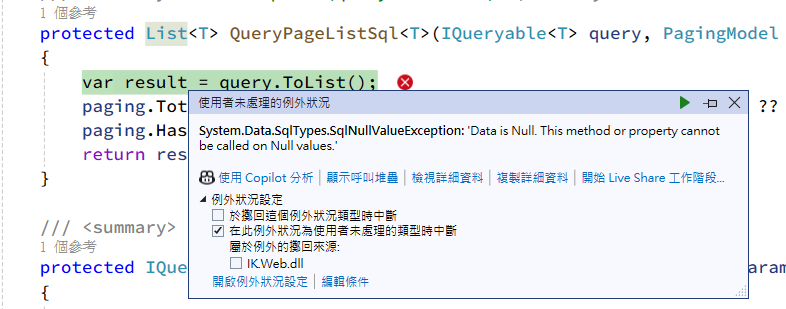 1 個參考
protected List<T> QueryPageListSql<T>(IQueryable<T> query, PagingModel
{
var result = query.ToList();
使用者未處理的例外狀況
paging.Tot ??
System.Data.SqlTypes.SqlNullValueException: 'Data is Null. This method or property cannot
be called on Null values.'
paging.Has
return res
}
使用 Copilot 分析 | 顯示呼叫堆疊 | 檢視詳細資料 | 複製詳細資料 | 開始 Live Share 工作階段...
例外狀況設定
於擲回這個例外狀況類型時中斷
在此例外狀況為使用者未處理的類型時中斷
屬於例外的擲回來源:
IK.Web.dll
開啟例外狀況設定 | 編輯條件
/// <summary>
1 個參考
protected IQue aram
{